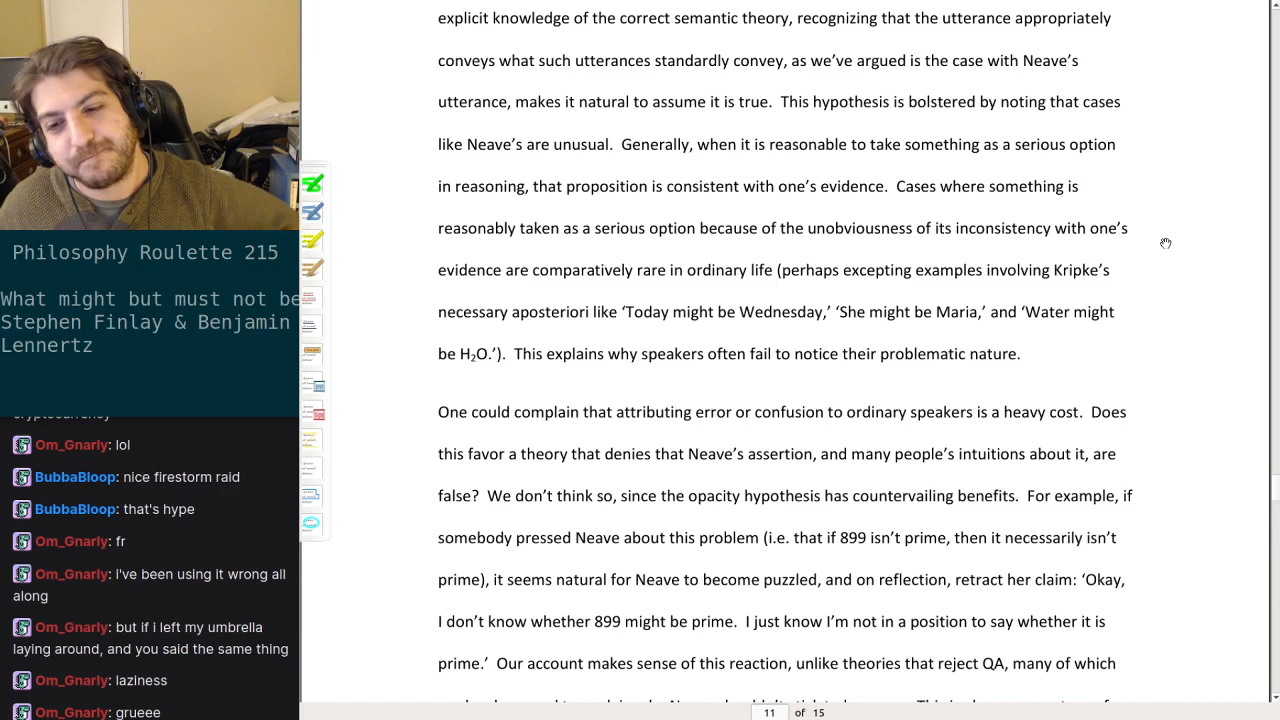 explicit knowledge of the correct semantic theory, recognizing that the utterance appropriately
conveys what such utterances standardly convey, as we've argued is the case with Neave's
utterance, makes it natural to assume it is true.  This hypothesis is bolstered by noting that cases
like Neave's are unusual.  Generally, when it is reasonable to take something as a serious option
in reasoning, that proposition is consistent with one's evidence.  Cases where something is
reasonably taken as a serious option because of the unobviousness of its inconsistency with one's
evidence are comparatively rare in ordinary life (perhaps excepting examples involving Kripke's
necessary aposteriori like 'Today might be Wednesday,' 'She might be Maria,' and 'Water might
be H2O.').  This explains why speakers often fail to notice their problematic nature.
One could complain that attributing error or confusion to ordinary speakers is a heavy cost.  Does
this favor a theory that denies that Neave's assertion, and many people's intuitions about it, are
false?  We don't think so, since the opacity hypothesis has countervailing benefits.  For example, if
somebody pressed Neave about this problem (i.e. that if 899 isn't prime, then it necessarily isn't
prime), it seems natural for Neave to become puzzled, and on reflection, retract her claim: 'Okay,
I don't know whether 899 might be prime.  I just know I'm not in a position to say whether it is
prime.'  Our account makes sense of this reaction, unlike theories that reject QA, many of which
11 of 15
Philosophy Roulette 215
What might but must not be
Stephen Finlay & Benjamin
Lennertz
cryptocurrency
Om_Gnarly: lol
BubbaBloop: nice firestorm raid
BubbaBloop: that's hype
Om_Gnarly: fr
Om_Gnarly: i've been using it wrong all
along
Om_Gnarly: but if i left my umbrella
laying around, and you said the same thing
Om_Gnarly: laziness
Om_Gnarly: grueee